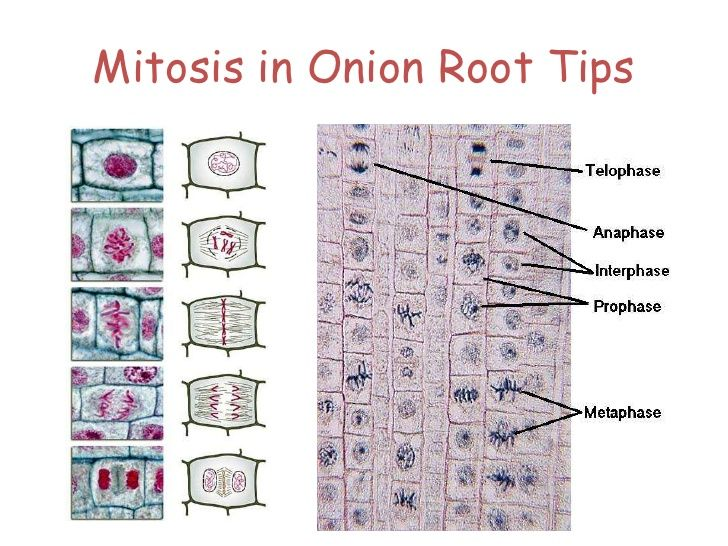 Mitosis in Onion Root Tips
Telophase
Anaphase
Interphase
Prophase
Metaphase